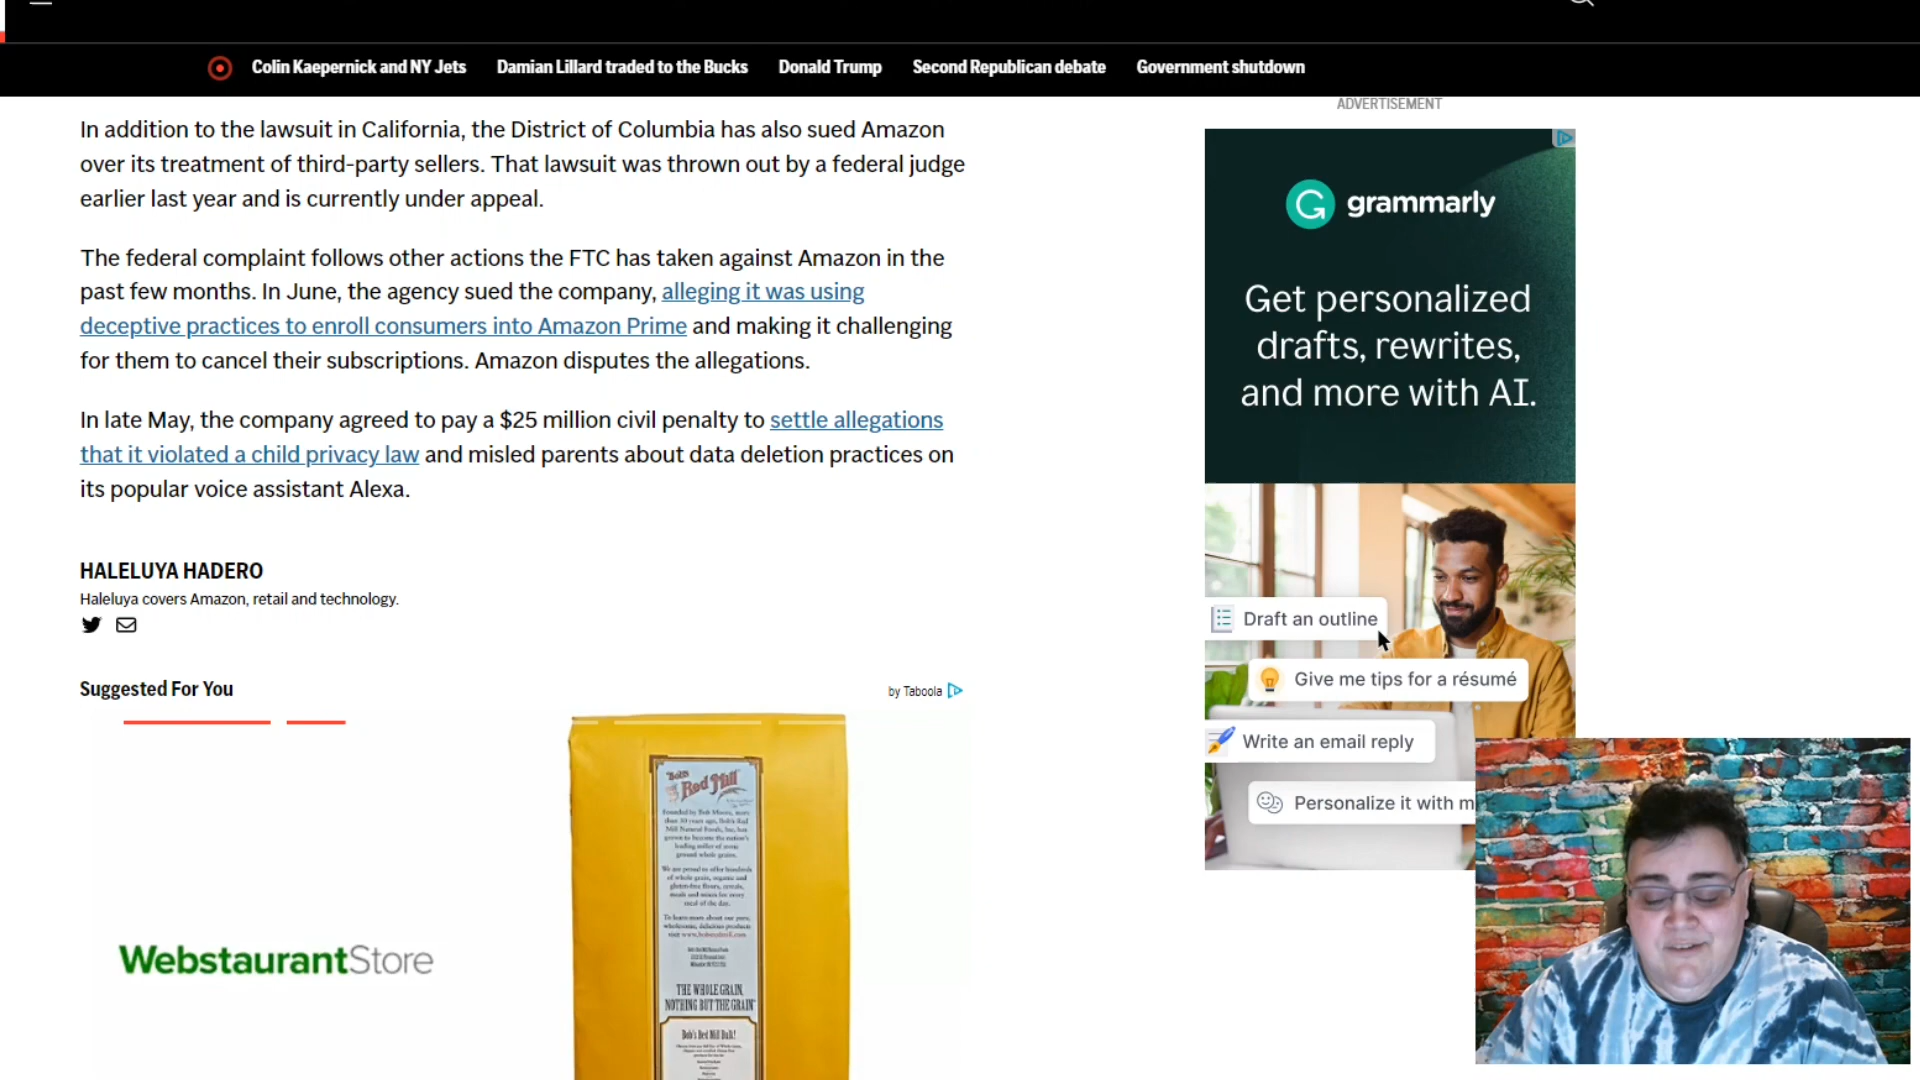 Colin Kaepernick and NY Jets
Damian Lillard traded to the Bucks
Donald Trump
Second Republican debate
Government shutdown
In addition to the lawsuit in California, the District of Columbia has also sued Amazon
over its treatment of third-party sellers. That lawsuit was thrown out by a federal judge
earlier last year and is currently under appeal.
The federal complaint follows other actions the FTC has taken against Amazon in the
past few months. In June, the agency sued the company, alleging it was using
deceptive practices to enroll consumers into Amazon Prime and making it challenging
for them to cancel their subscriptions. Amazon disputes the allegations.
In late May, the company agreed to pay a $25 million civil penalty to settle allegations
that it violated a child privacy law and misled parents about data deletion practices on
its popular voice assistant Alexa.
HALELUYA HADERO
Haleluya covers Amazon, retail and technology.
Suggested For You
by Taboola
WebstaurantStore
Bob's
Red Mill
THE WHOLE GRAIN,
NOTHING BUT THE GRAIN
Bob's Red Mill Bulk!
ADVERTISEMENT
grammarly
Get personalized
drafts, rewrites,
and more with AI.
Draft an outline
Give me tips for a résumé
Write an email reply
Personalize it with m